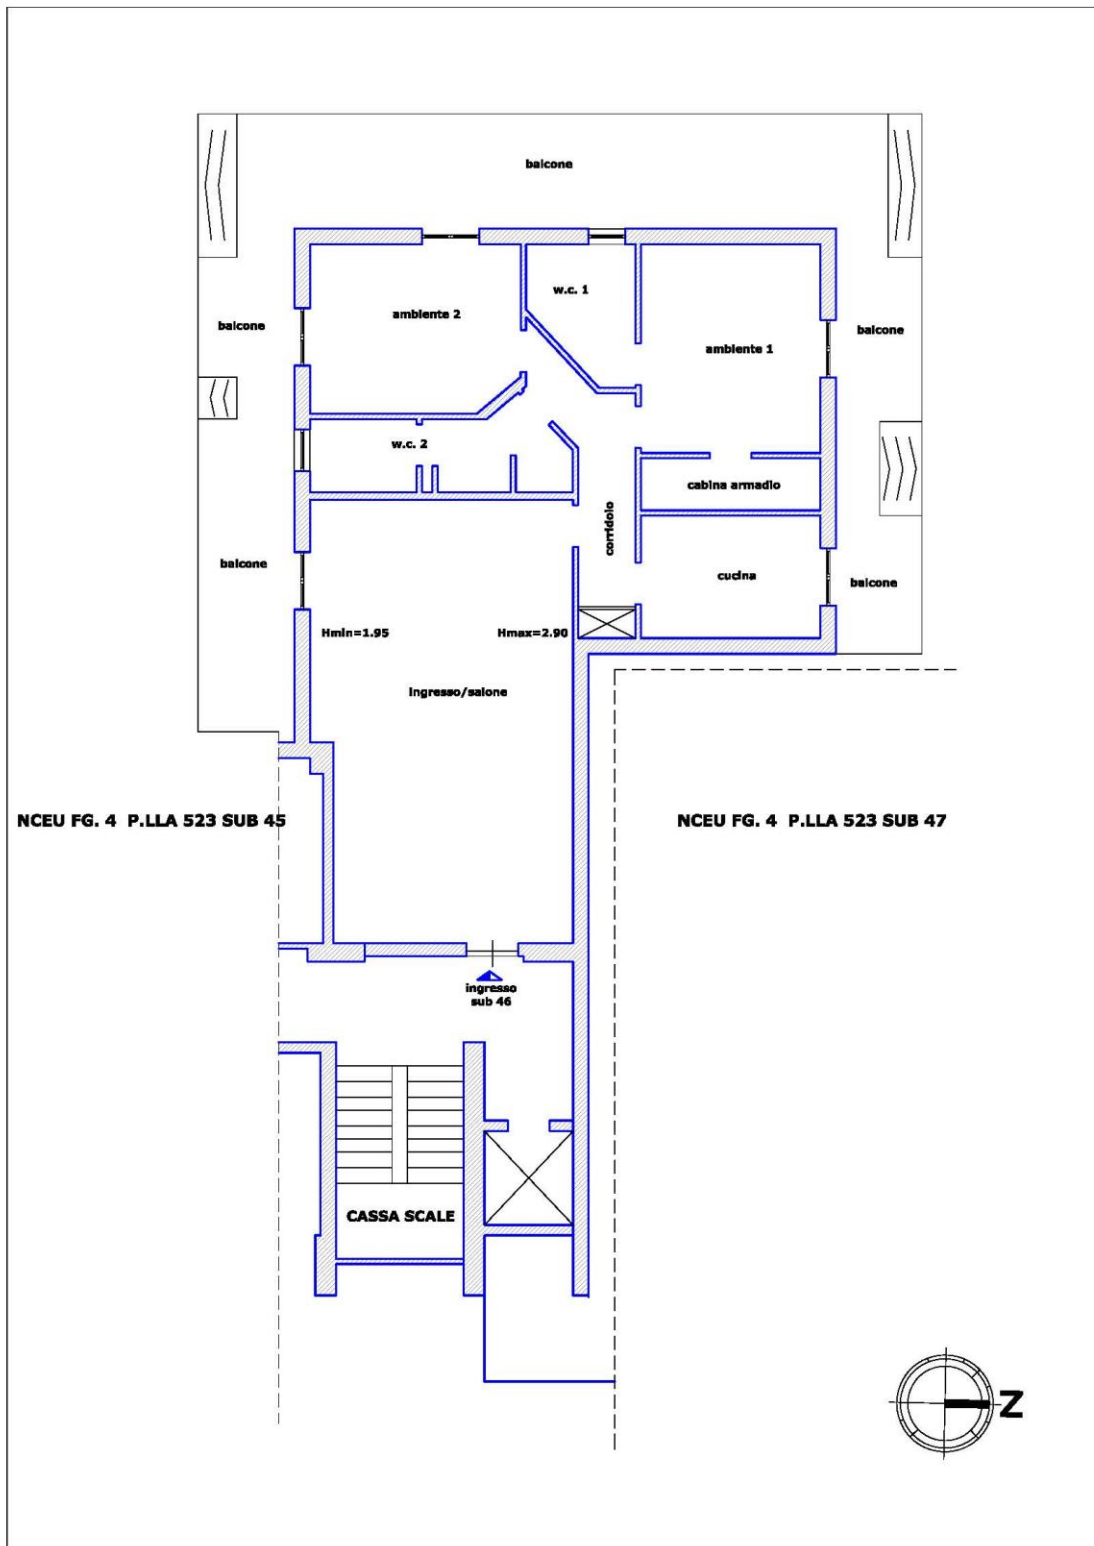 balcone
w.c. 1
ambiente 2
balcone
balcone
ambiente 1
w.c. 2
cabina armadio
corridoio
balcone
cucina
balcone
Hmin=1.95
Hmax=2.90
ingresso/salone
NCEU FG. 4 P.LLA 523 SUB 45
NCEU FG. 4 P.LLA 523 SUB 47
ingresso
sub 46
CASSA SCALE
N